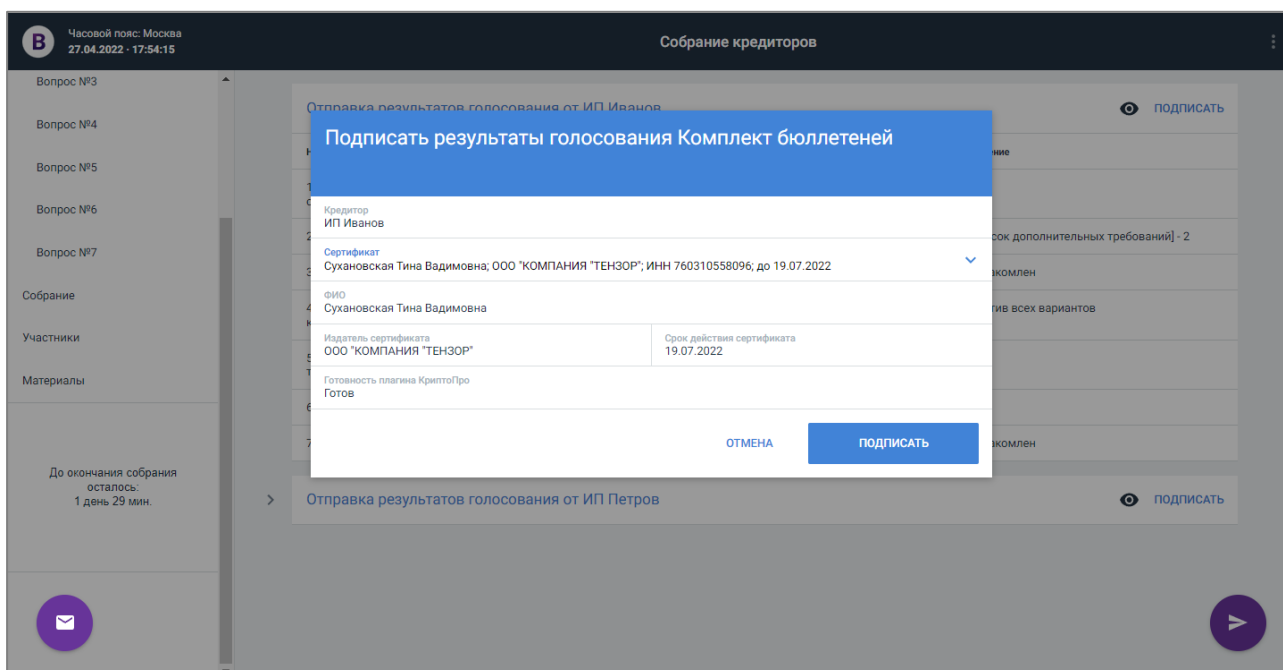 B
Часовой пояс: Москва
27.04.2022 - 17:54:15
Собрание кредиторов
Вопрос №3
Вопрос №4
Вопрос №5
Вопрос №6
Вопрос №7
Собрание
Участники
Материалы
До окончания собрания
осталось:
1 день 29 мин.
Отправка результатов голосования от ИП Иванов
ПОДПИСАТЬ
Подписать результаты голосования Комплект бюллетеней
Кредитор
ИП Иванов
Сертификат
Сухановская Тина Вадимовна; ООО "КОМПАНИЯ "ТЕНЗОР"; ИНН 760310558096; до 19.07.2022
ФИО
Сухановская Тина Вадимовна
Издатель сертификата
ООО "КОМПАНИЯ "ТЕНЗОР"
Срок действия сертификата
19.07.2022
Готовность плагина КриптоПро
Готов
ОТМЕНА
ПОДПИСАТЬ
дополнительных требований] - 2
всех вариантов
Отправка результатов голосования от ИП Петров
ПОДПИСАТЬ